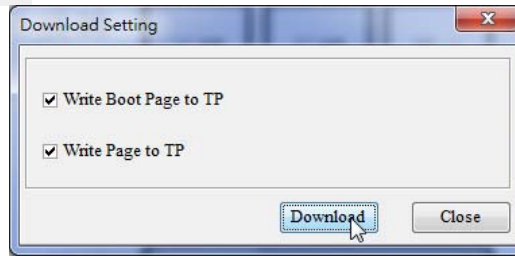 Download Setting
Write Boot Page to TP
Write Page to TP
Download Close